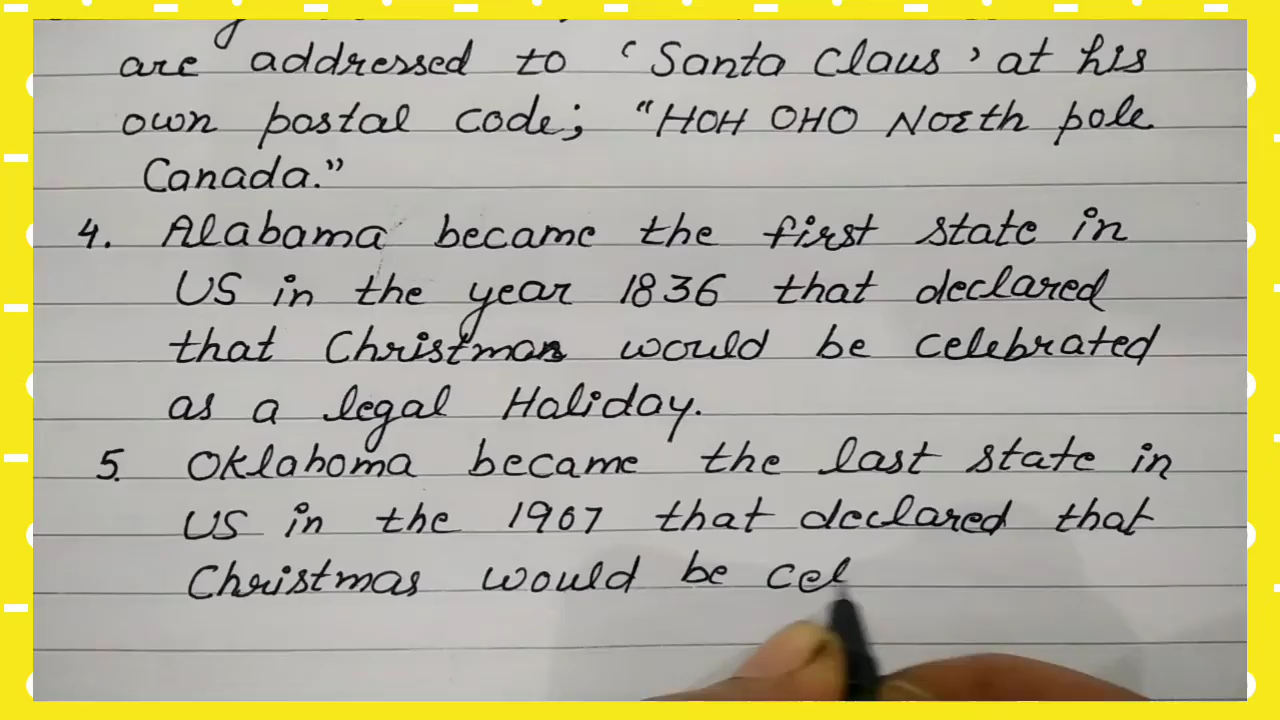 are addressed to ‘Santa Claus’ at his
own postal code; “HOH OHO North pole
Canada.”
4. Alabama became the first state in
US in the year 1836 that declared
that Christmas would be celebrated
as a legal Holiday.
5. Oklahoma became the last state in
US in the 1907 that declared that
Christmas would be cel